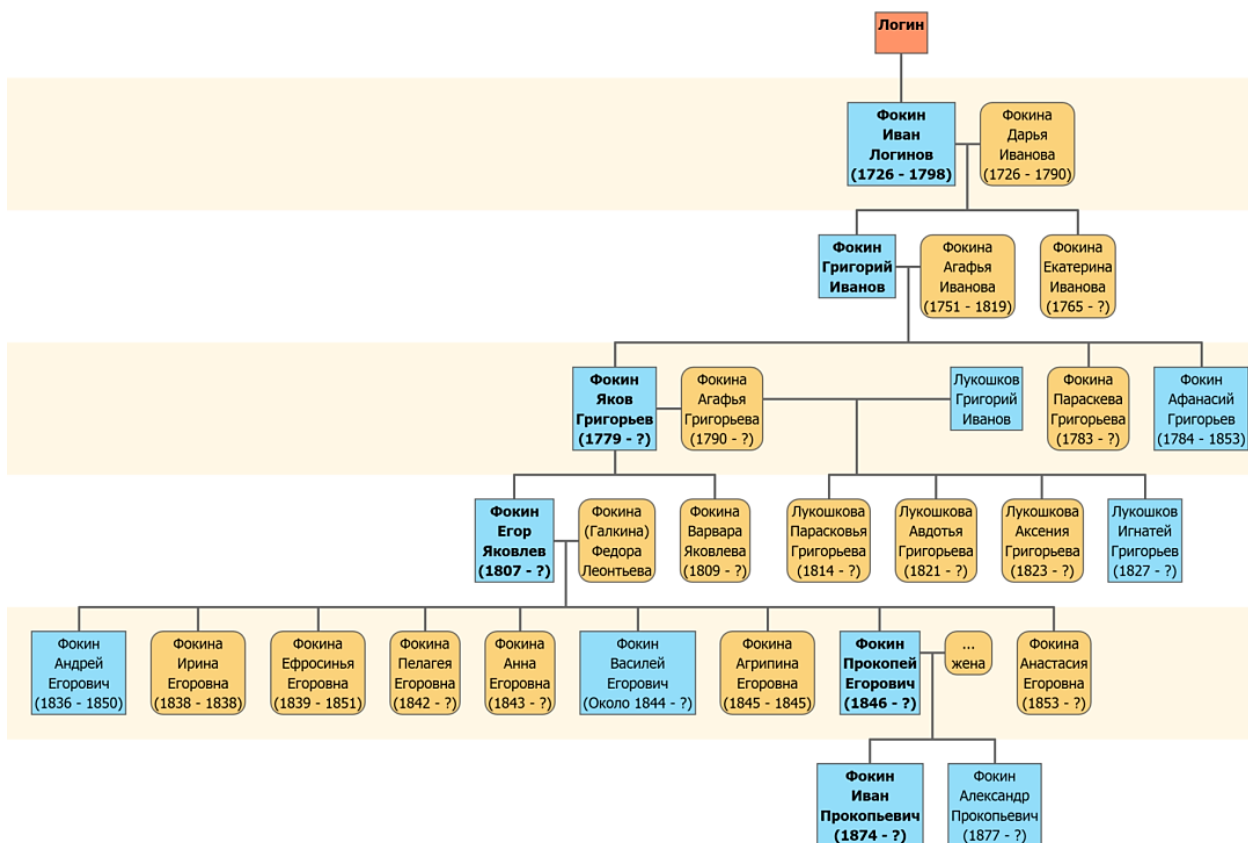 Логин
Фокин
Иван
Логинов
(1726 - 1798)
Фокина
Дарья
Иванова
(1726 - 1790)
Фокин
Григорий
Иванов
Фокина
Агафья
Иванова
(1751 - 1819)
Фокина
Екатерина
Иванова
(1765 - ?)
Фокин
Яков
Григорьев
(1779 - ?)
Фокина
Агафья
Григорьева
(1790 - ?)
Лукошков
Григорий
Иванов
Фокина
Параскева
Григорьева
(1783 - ?)
Фокин
Афанасий
Григорьев
(1784 - 1853)
Фокин
Егор
Яковлев
(1807 - ?)
Фокина
(Галкина)
Федора
Леонтьева
Фокина
Варвара
Яковлева
(1809 - ?)
Лукошкова
Парасковья
Григорьева
(1814 - ?)
Лукошкова
Авдотья
Григорьева
(1821 - ?)
Лукошкова
Аксения
Григорьева
(1823 - ?)
Лукошков
Игнатей
Григорьев
(1827 - ?)
Фокин
Андрей
Егорович
(1836 - 1850)
Фокина
Ирина
Егоровна
(1838 - 1838)
Фокина
Ефросинья
Егоровна
(1839 - 1851)
Фокина
Пелагея
Егоровна
(1842 - ?)
Фокина
Анна
Егоровна
(1843 - ?)
Фокин
Василей
Егорович
(Около 1844 - ?)
Фокина
Агрипина
Егоровна
(1845 - 1845)
Фокин
Прокопей
Егорович
(1846 - ?)
...
жена
Фокина
Анастасия
Егоровна
(1853 - ?)
Фокин
Иван
Прокопьевич
(1874 - ?)
Фокин
Александр
Прокопьевич
(1877 - ?)